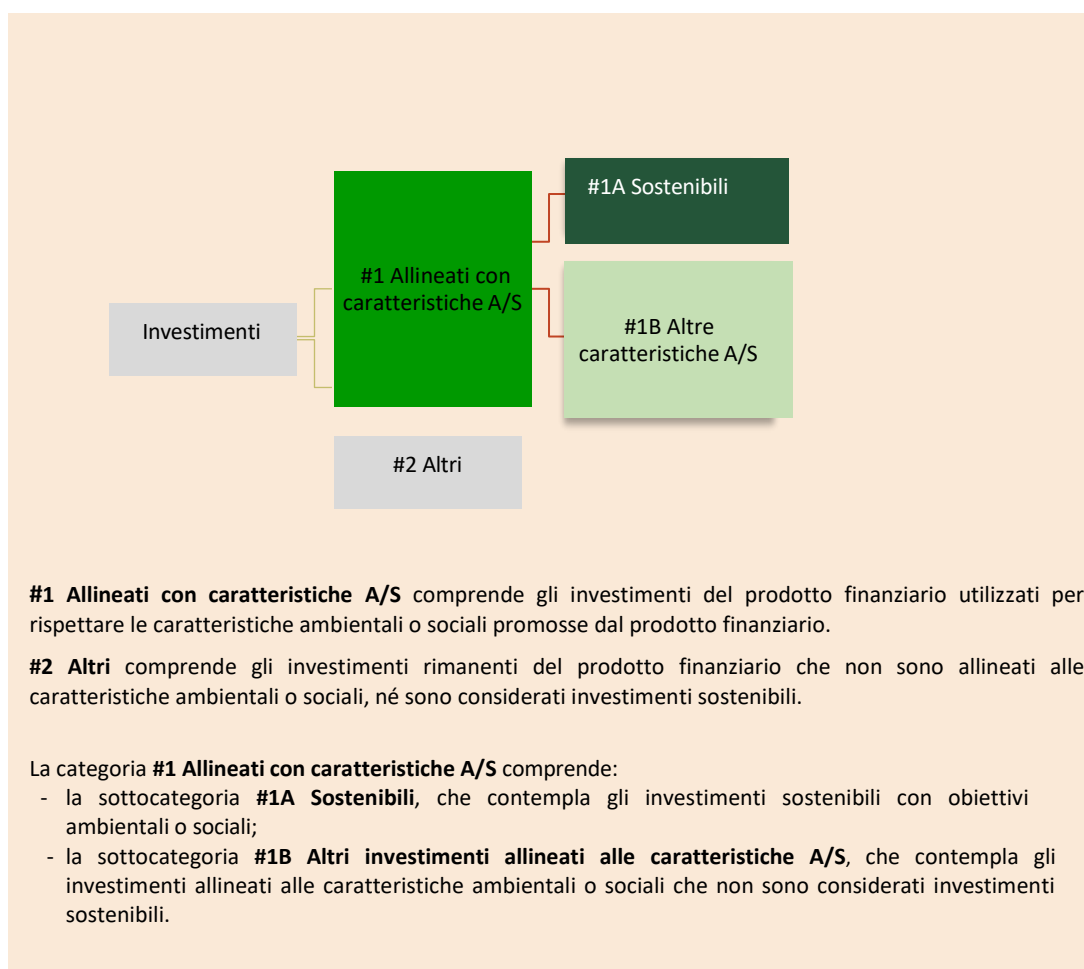 #1A Sostenibili
#1 Allineati con
caratteristiche A/S
Investimenti
#1B Altre
caratteristiche A/S
#2 Altri
#1 Allineati con caratteristiche A/S comprende gli investimenti del prodotto finanziario utilizzati per
rispettare le caratteristiche ambientali o sociali promosse dal prodotto finanziario.
#2 Altri comprende gli investimenti rimanenti del prodotto finanziario che non sono allineati alle
caratteristiche ambientali o sociali, né sono considerati investimenti sostenibili.
La categoria #1 Allineati con caratteristiche A/S comprende:
- la sottocategoria #1A Sostenibili, che contempla gli investimenti sostenibili con obiettivi
ambientali o sociali;
- la sottocategoria #1B Altri investimenti allineati alle caratteristiche A/S, che contempla gli
investimenti allineati alle caratteristiche ambientali o sociali che non sono considerati investimenti
sostenibili.